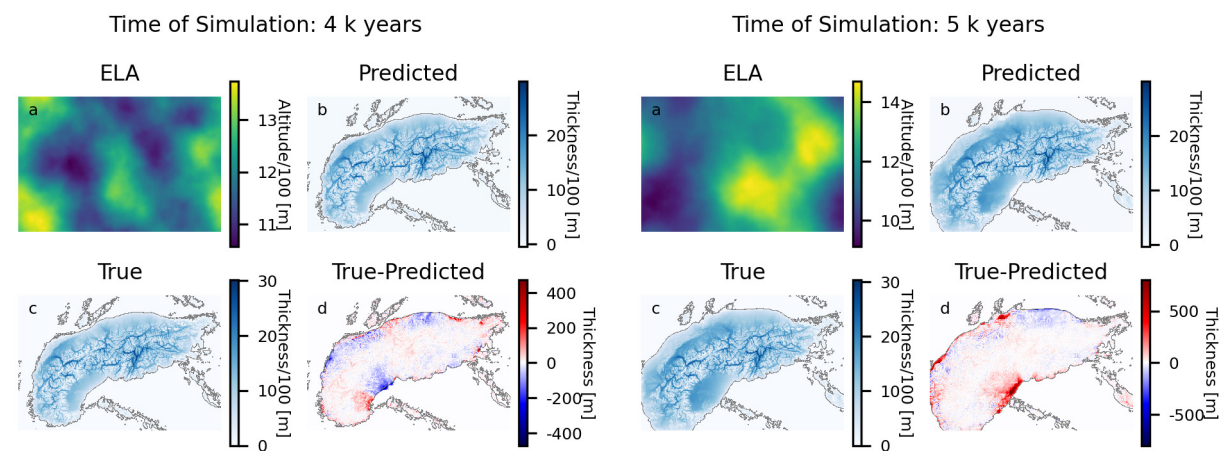 Time of Simulation: 4 k years
ELA
a
13
12
11
Altitude/100 [m]
Predicted
b
20
10
0
Thickness/100 [m]
True
c
30
20
10
0
Thickness/100 [m]
True-Predicted
d
400
200
0
-200
-400
Thickness [m]
Time of Simulation: 5 k years
ELA
a
14
12
10
Altitude/100 [m]
Predicted
b
30
20
10
0
Thickness/100 [m]
True
c
30
20
10
0
Thickness/100 [m]
True-Predicted
d
500
0
-500
Thickness [m]